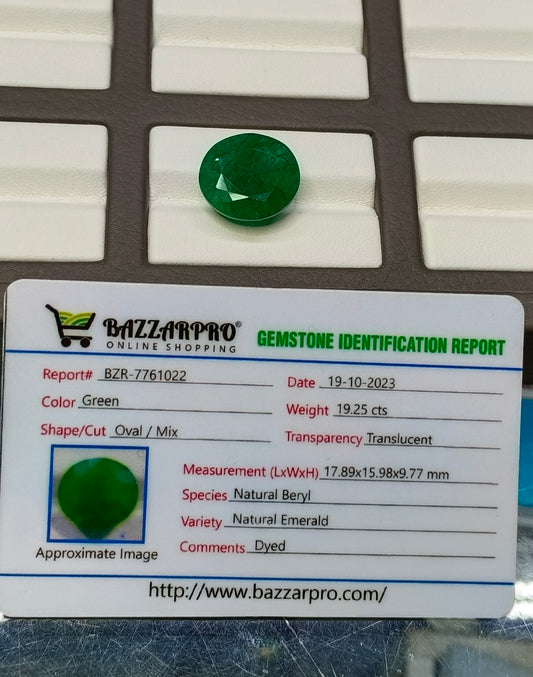 BAZZARPRO®
ONLINE SHOPPING
GEMSTONE IDENTIFICATION REPORT
Report# BZR-7761022
Date 19-10-2023
Color Green
Weight 19.25 cts
Shape/Cut Oval / Mix
Transparency Translucent
Measurement (LxWxH) 17.89x15.98x9.77 mm
Species Natural Beryl
Variety Natural Emerald
Comments Dyed
Approximate Image
http://www.bazzarpro.com/